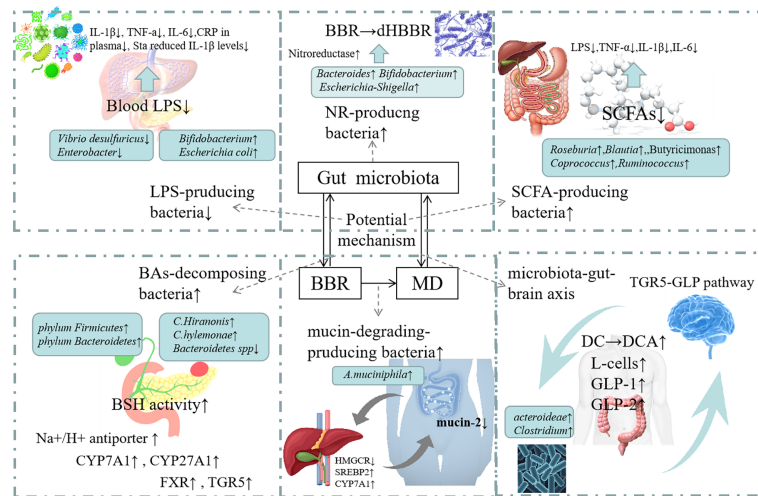 IL-1β↓, TNF-a↓, IL-6↓,CRP in
plasma↓, Sta reduced IL-1β levels↓
Blood LPS↓
Vibrio desulfuricus↓
Enterobacter↓
Bifidobacterium↑
Escherichia coli↑
LPS-pruducing
bacteria↓
BBR→dHBBR
Nitroreductase↑
Bacteroides↑ Bifidobacterium↑
Escherichia-Shigella↑
NR-producng
bacteria↑
Gut microbiota
LPS↓,TNF-α↓,IL-1β↓,IL-6↓
SCFAs↓
Roseburia↑,Blautia↑,,Butyricimonas↑
Coprococcus↑,Ruminococcus↑
SCFA-producing
bacteria↑
Potential
mechanism
BBR
MD
BAs-decomposing
bacteria↑
phylum Firmicutes↑
phylum Bacteroidetes↑
C.Hiranonis↑
C.hylemonae↑
Bacteroidetes spp↓
BSH activity↑
Na+/H+ antiporter ↑
CYP7A1↑ , CYP27A1↑
FXR↑ , TGR5↑
mucin-degrading-
pruducing bacteria↑
A.muciniphila↑
mucin-2↓
HMGCR↓
SREBP2↑
CYP7A1↑
microbiota-gut-
brain axis
TGR5-GLP pathway
DC→DCA↑
L-cells↑
GLP-1↑
GLP-2↑
acteroideae↑
Clostridium↑